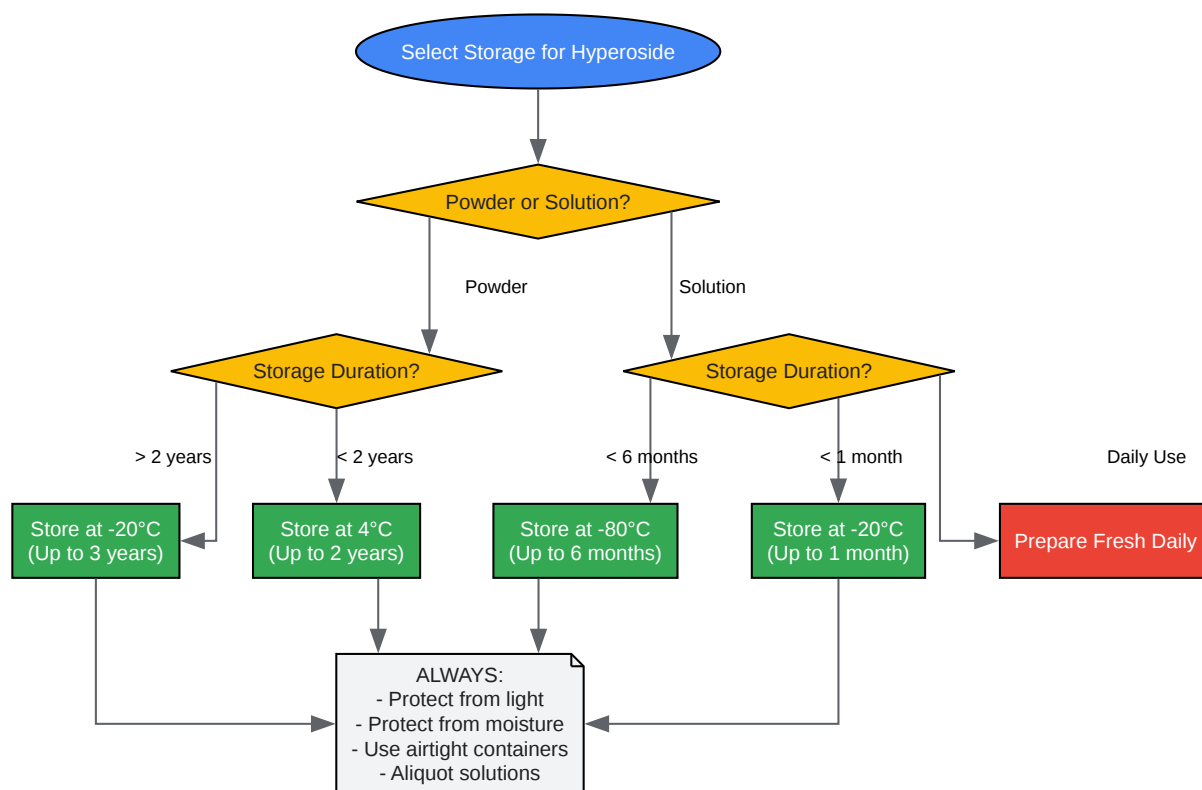 Select Storage for Hyperoside
Powder or Solution?
Powder
Solution
Storage Duration?
Storage Duration?
> 2 years
< 2 years
< 6 months
< 1 month
Daily Use
Store at -20°C
(Up to 3 years)
Store at 4°C
(Up to 2 years)
Store at -80°C
(Up to 6 months)
Store at -20°C
(Up to 1 month)
Prepare Fresh Daily
ALWAYS:
- Protect from light
- Protect from moisture
- Use airtight containers
- Aliquot solutions